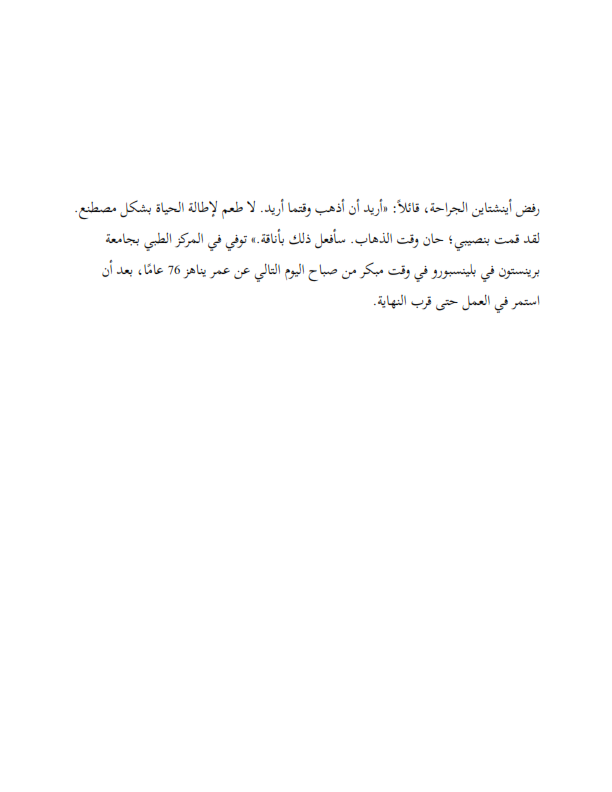 رفض أينشتاين الجراحة، قائلاً: «أريد أن أذهب وقتما أريد. لا طعم لإطالة الحياة بشكل مصطنع.
لقد قمت بنصيبي؛ حان وقت الذهاب. سأفعل ذلك بأناقة.» توفي في المركز الطبي بجامعة
برينستون في بلينسبورو في وقت مبكر من صباح اليوم التالي عن عمر يناهز 76 عامًا، بعد أن
استمر في العمل حتى قرب النهاية.